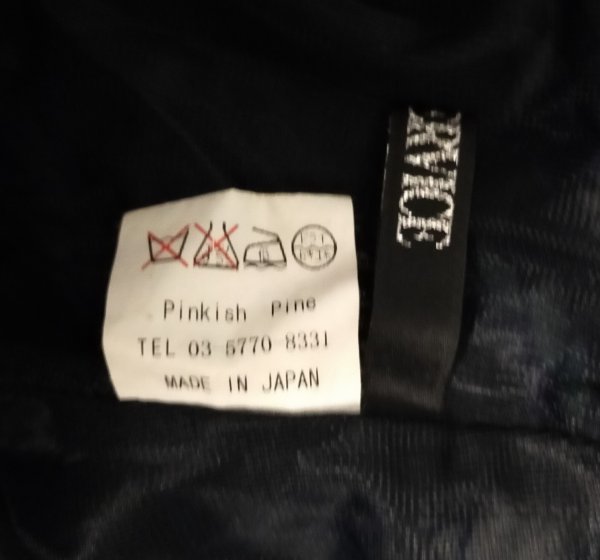 Pinkish Pine
TEL 03 5770 8331
MADE IN JAPAN